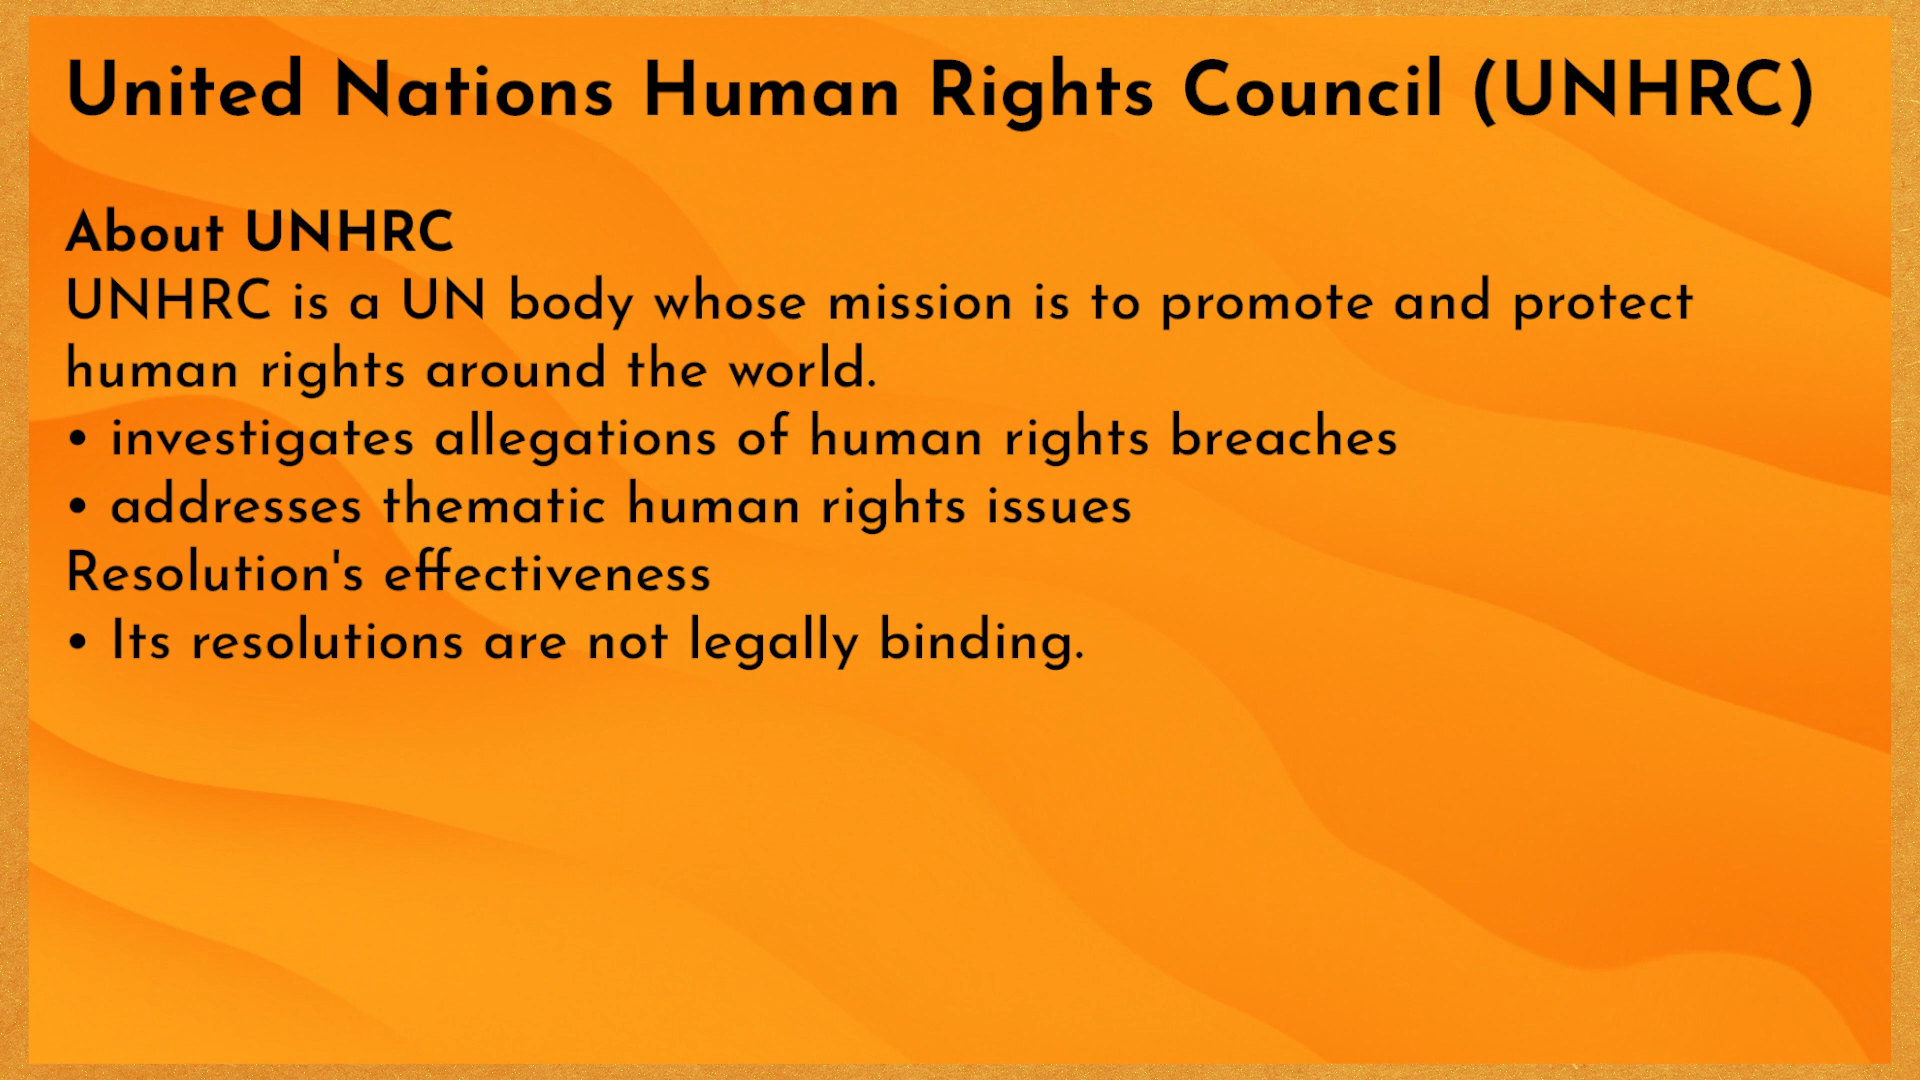 United Nations Human Rights Council (UNHRC)
About UNHRC
UNHRC is a UN body whose mission is to promote and protect
human rights around the world.
• investigates allegations of human rights breaches
• addresses thematic human rights issues
Resolution's effectiveness
• Its resolutions are not legally binding.